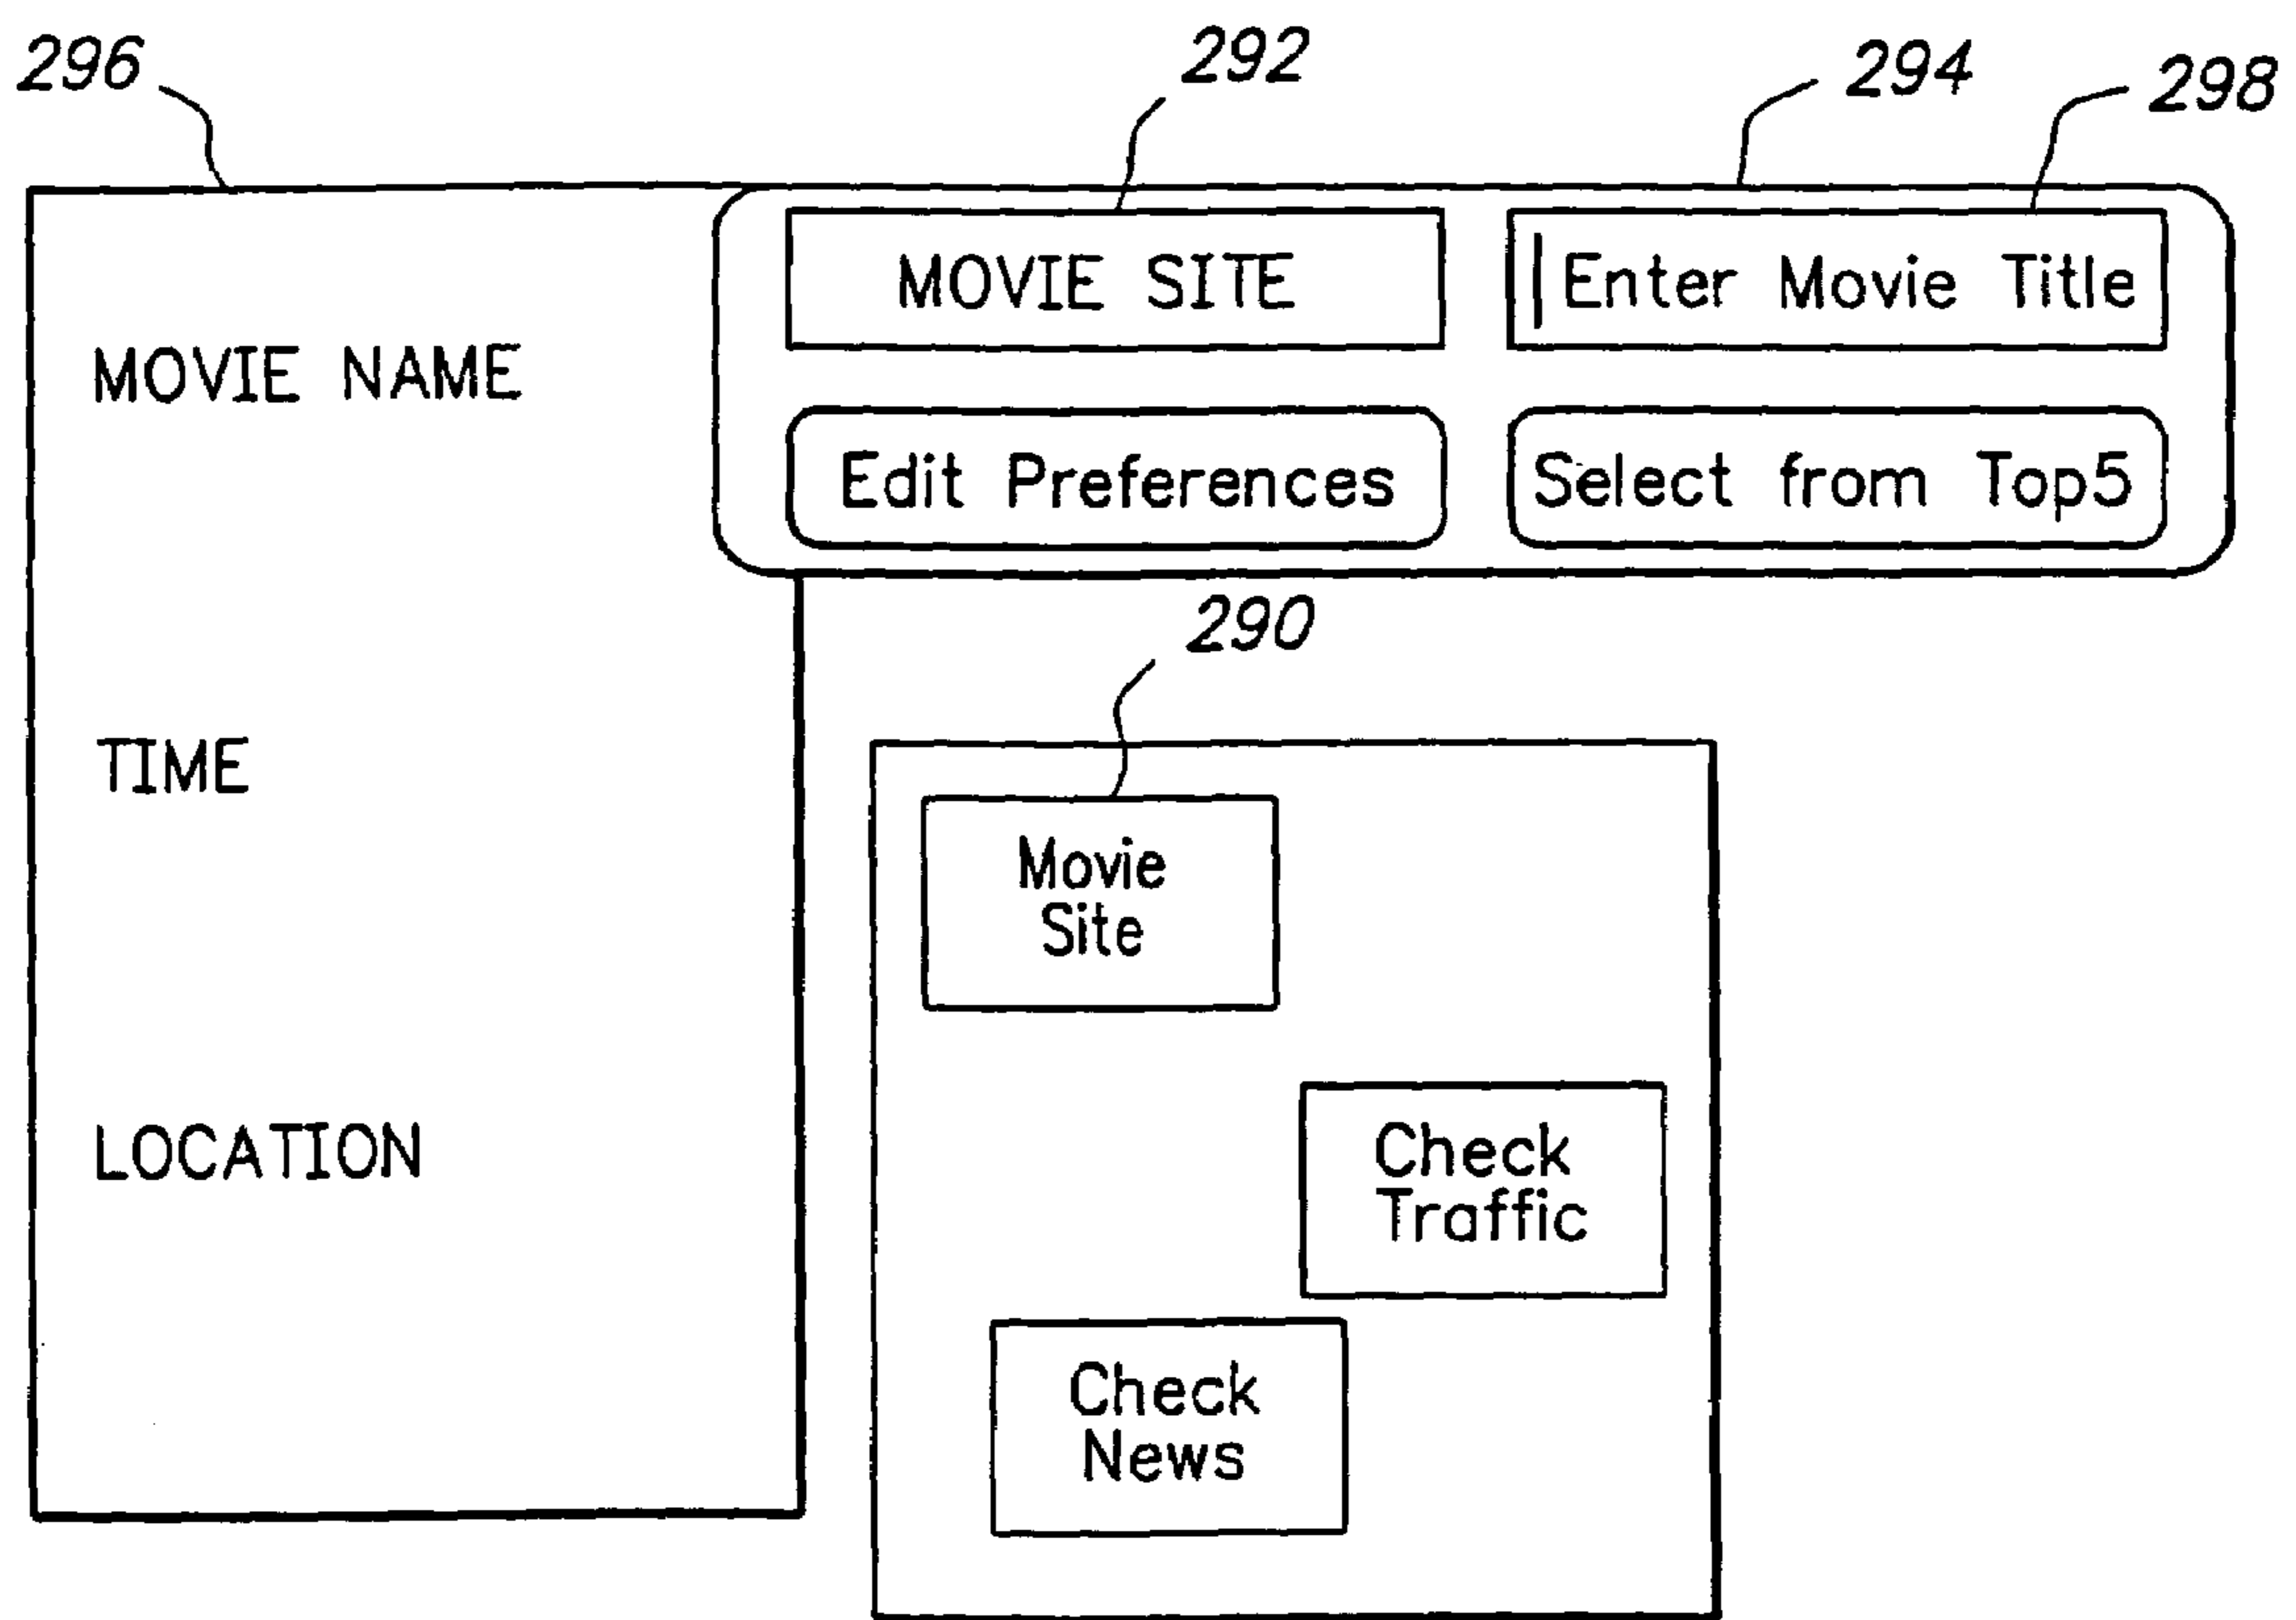 296
292
294
298
MOVIE SITE
Enter Movie Title
MOVIE NAME
Edit Preferences
Select from Top5
290
TIME
Movie
Site
LOCATION
Check
Traffic
Check
News